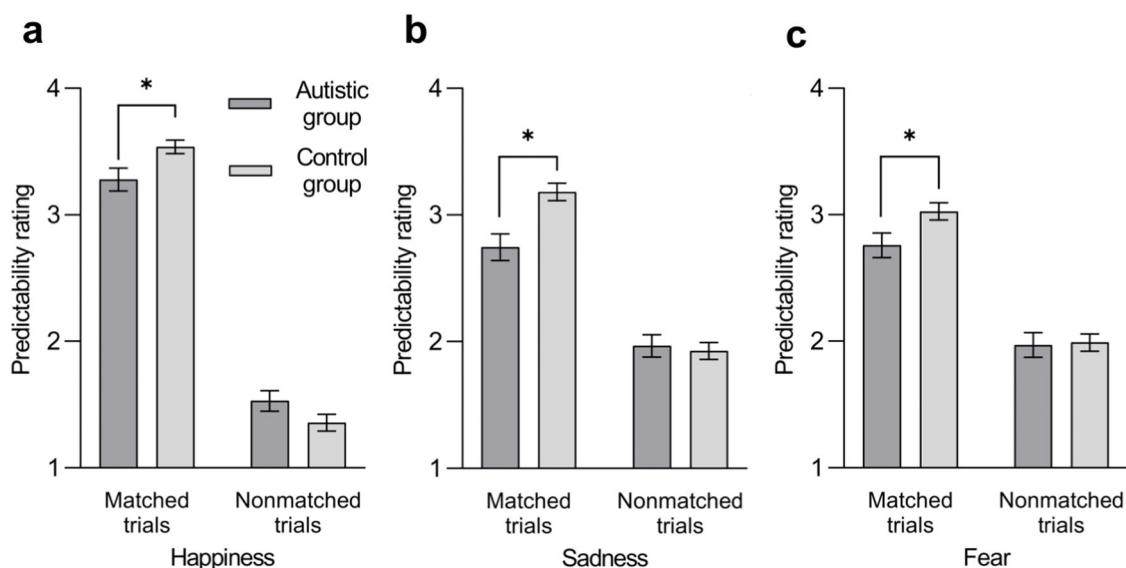 a
4
3
2
1
Predictability rating
*
Autistic
group
Control
group
Matched
trials
Nonmatched
trials
Happiness
b
4
3
2
1
Predictability rating
*
Matched
trials
Nonmatched
trials
Sadness
c
4
3
2
1
Predictability rating
*
Matched
trials
Nonmatched
trials
Fear